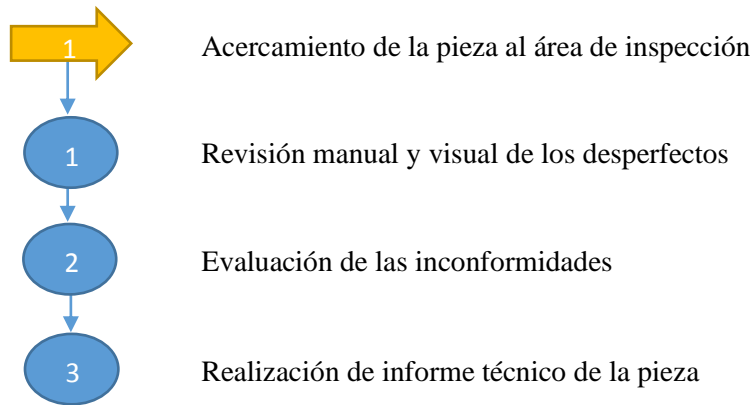 1 Acercamiento de la pieza al área de inspección
1 Revisión manual y visual de los desperfectos
2 Evaluación de las inconformidades
3 Realización de informe técnico de la pieza